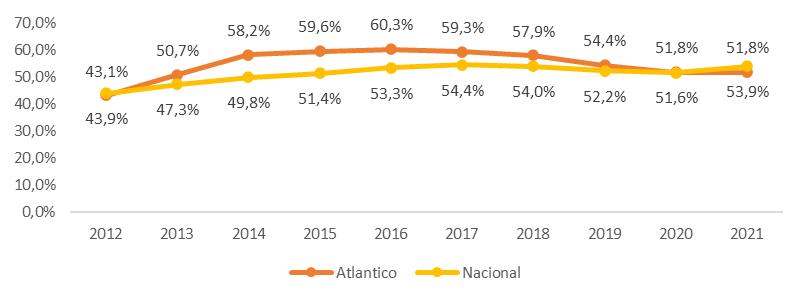 70,0%
60,0%
50,0%
40,0%
30,0%
20,0%
10,0%
0,0%
43,1% 50,7% 58,2% 59,6% 60,3% 59,3% 57,9% 54,4% 51,8% 51,8%
43,9% 47,3% 49,8% 51,4% 53,3% 54,4% 54,0% 52,2% 51,6% 53,9%
2012 2013 2014 2015 2016 2017 2018 2019 2020 2021
Atlantico Nacional